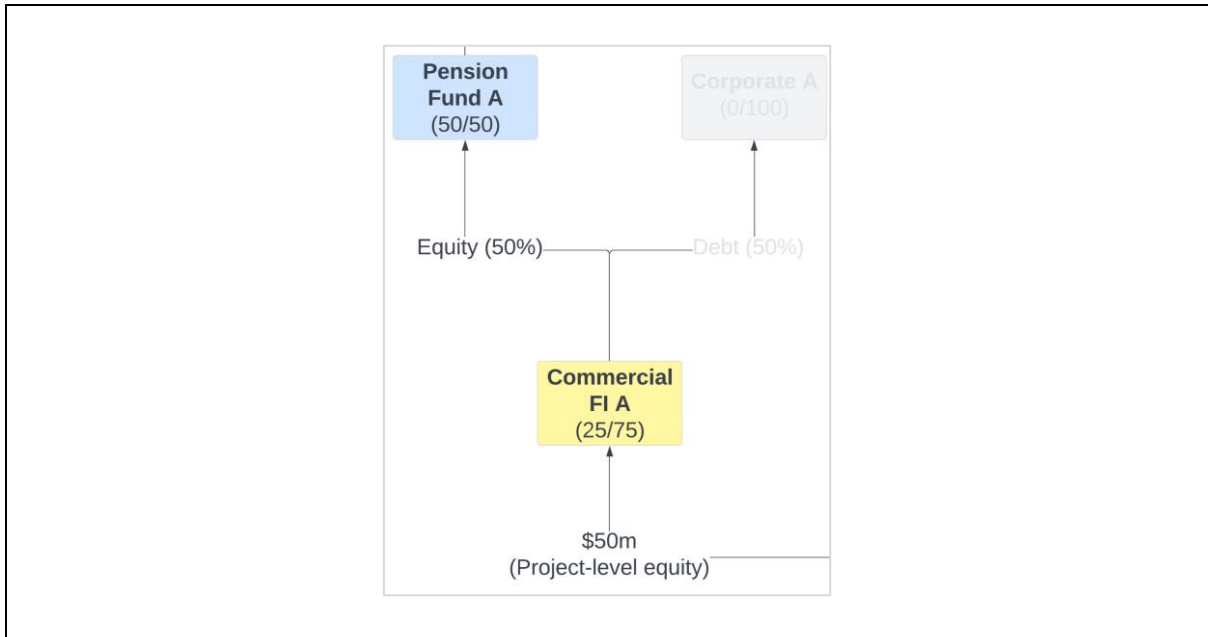 Pension
Fund A
(50/50)
Corporate A
(0/100)
Equity (50%)
Debt (50%)
Commercial
FI A
(25/75)
$50m
(Project-level equity)